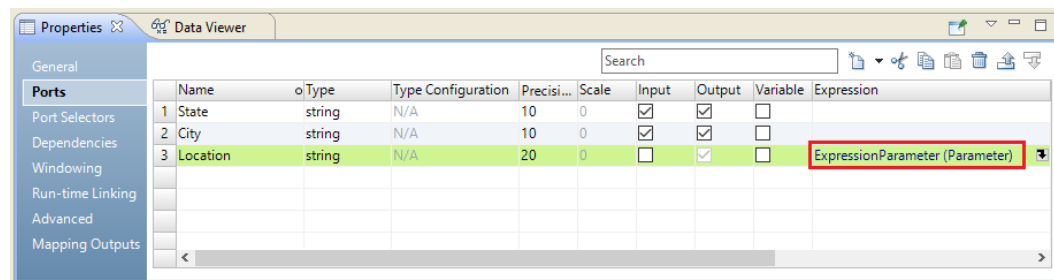 Properties Data Viewer
Search
General
Ports
Port Selectors
Dependencies
Windowing
Run-time Linking
Advanced
Mapping Outputs
Name o Type Type Configuration Precisi... Scale Input Output Variable Expression
1 State string N/A 10 0
2 City string N/A 10 0
3 Location string N/A 20 0 ExpressionParameter (Parameter)